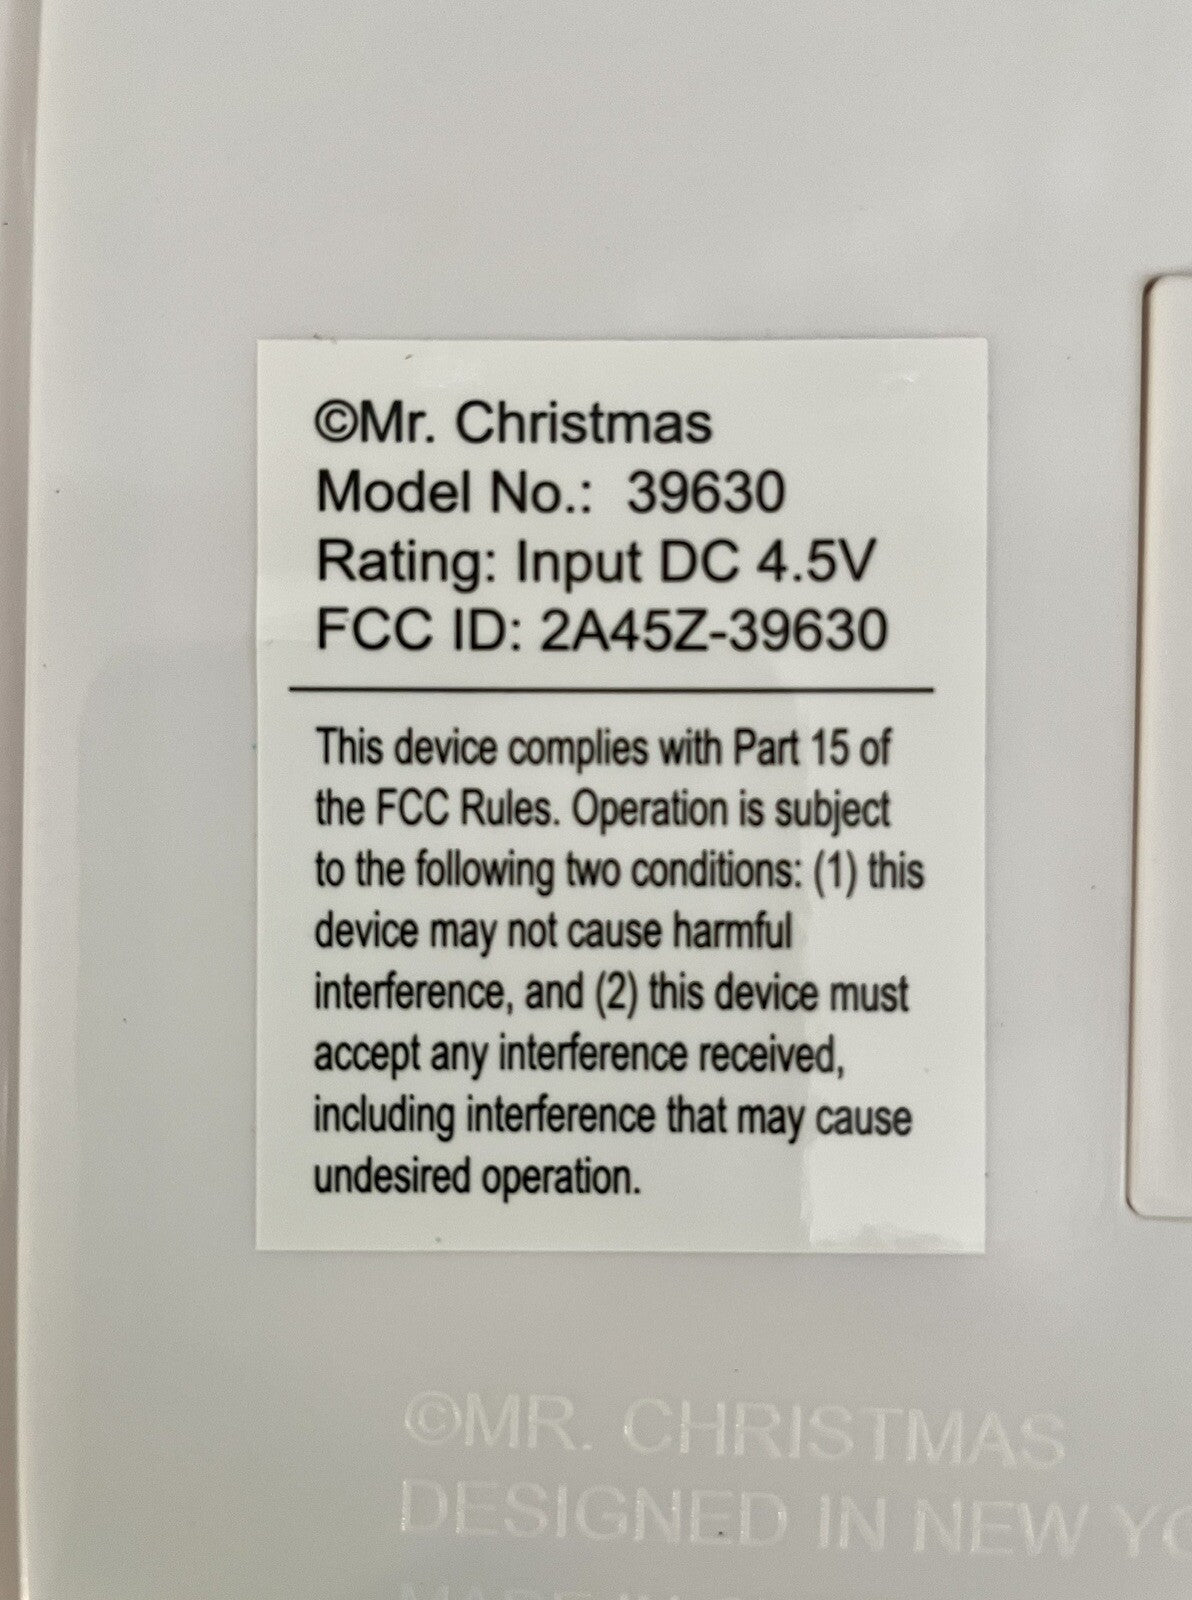 ©Mr. Christmas
Model No.: 39630
Rating: Input DC 4.5V
FCC ID: 2A45Z-39630
This device complies with Part 15 of
the FCC Rules. Operation is subject
to the following two conditions: (1) this
device may not cause harmful
interference, and (2) this device must
accept any interference received,
including interference that may cause
undesired operation.
©MR. CHRISTMAS
DESIGNED IN NEW YO
MADE IN